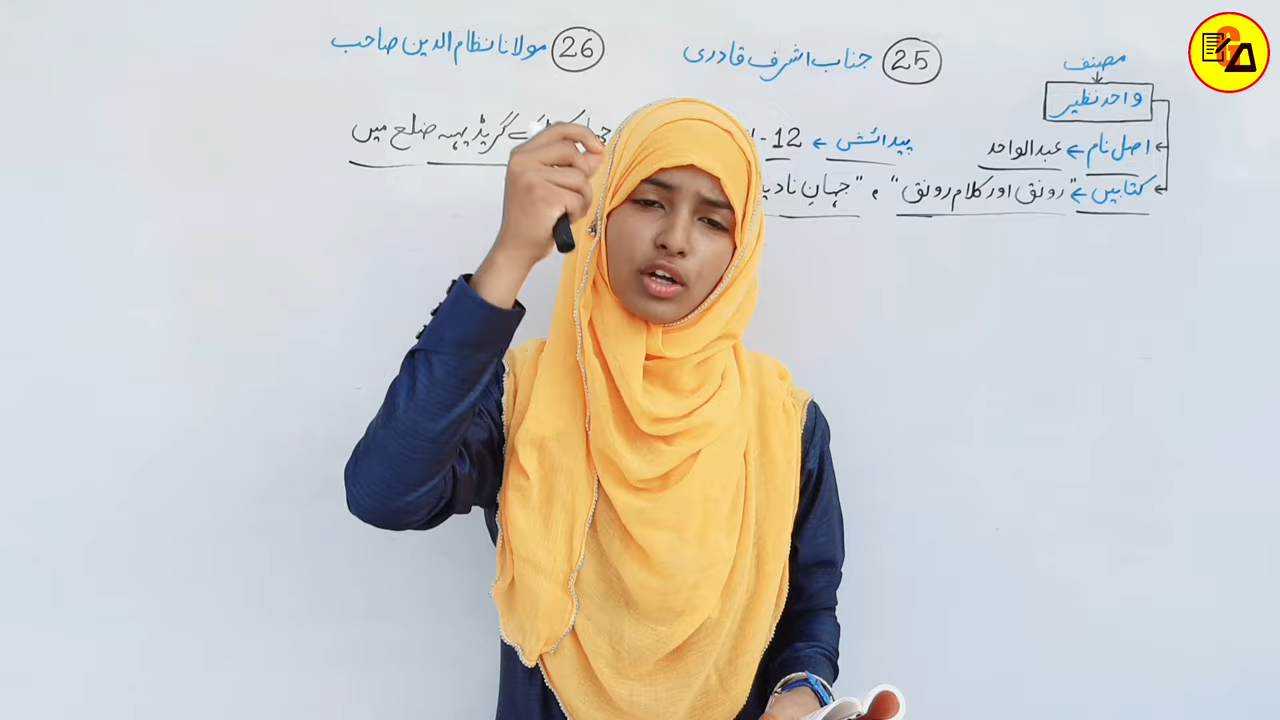 مصنف
واحد نظیر
اصل نام ← عبدالواحد
کتابیں ← "رونق اور کلام رونق" ، "جہانِ
25 جناب اشرف قادری
پیدائش ← 12-
26 مولانا نظام الدین صاحب
گریڈیہہ ضلع میں